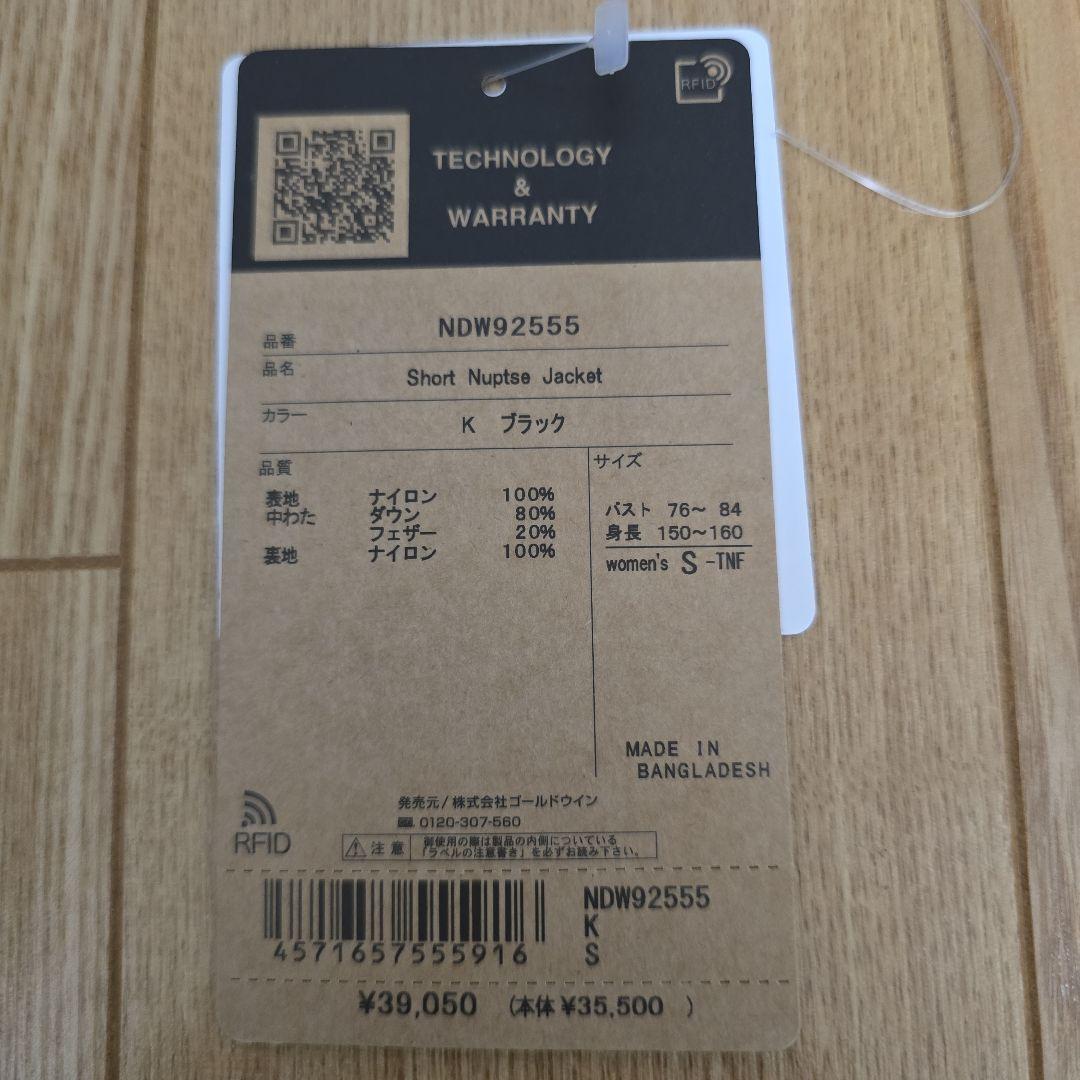 RFID
TECHNOLOGY
&
WARRANTY
品番 NDW92555
品名 Short Nuptse Jacket
カラー K ブラック
品質
表地 ナイロン 100%
中わた ダウン 80%
フェザー 20%
裏地 ナイロン 100%
サイズ
バスト 76～ 84
身長 150～160
women's S -TNF
MADE IN
BANGLADESH
RFID
発売元/株式会社ゴールドウイン
0120-307-560
注意 御使用の際は製品の内側についている
「ラベルの注意書き」を必ずお読み下さい。
4571657555916
NDW92555
K
S
¥39,050 (本体 ¥35,500 )